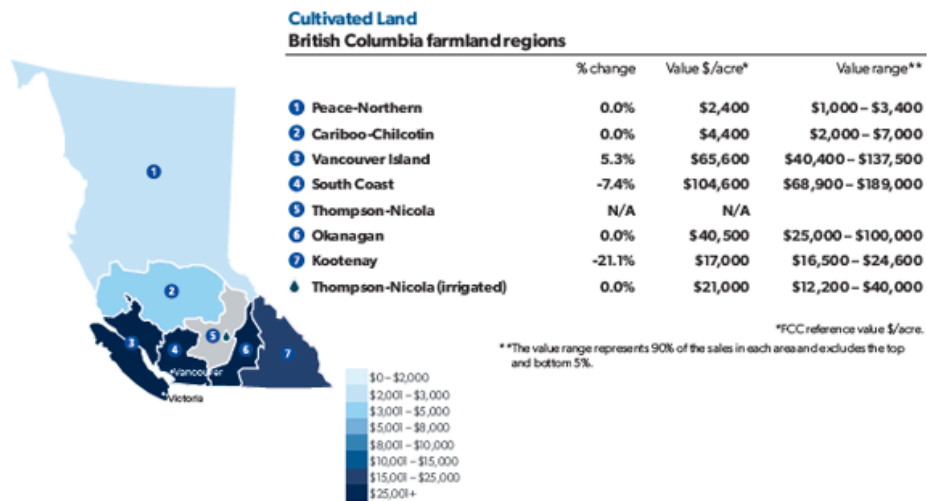 Cultivated Land
British Columbia farmland regions
% change Value $/acre* Value range**
1 Peace-Northern 0.0% $2,400 $1,000 – $3,400
2 Cariboo-Chilcotin 0.0% $4,400 $2,000 – $7,000
3 Vancouver Island 5.3% $65,600 $40,400 – $137,500
4 South Coast -7.4% $104,600 $68,900 – $189,000
5 Thompson-Nicola N/A N/A
6 Okanagan 0.0% $40,500 $25,000 – $100,000
7 Kootenay -21.1% $17,000 $16,500 – $24,600
Thompson-Nicola (irrigated) 0.0% $21,000 $12,200 – $40,000
*FCC reference value $/acre.
**The value range represents 90% of the sales in each area and excludes the top
and bottom 5%.
1
2
3
4
5
6
7
Vancouver
Victoria
$0 – $2,000
$2,001 – $3,000
$3,001 – $5,000
$5,001 – $8,000
$8,001 – $10,000
$10,001 – $15,000
$15,001 – $25,000
$25,001+